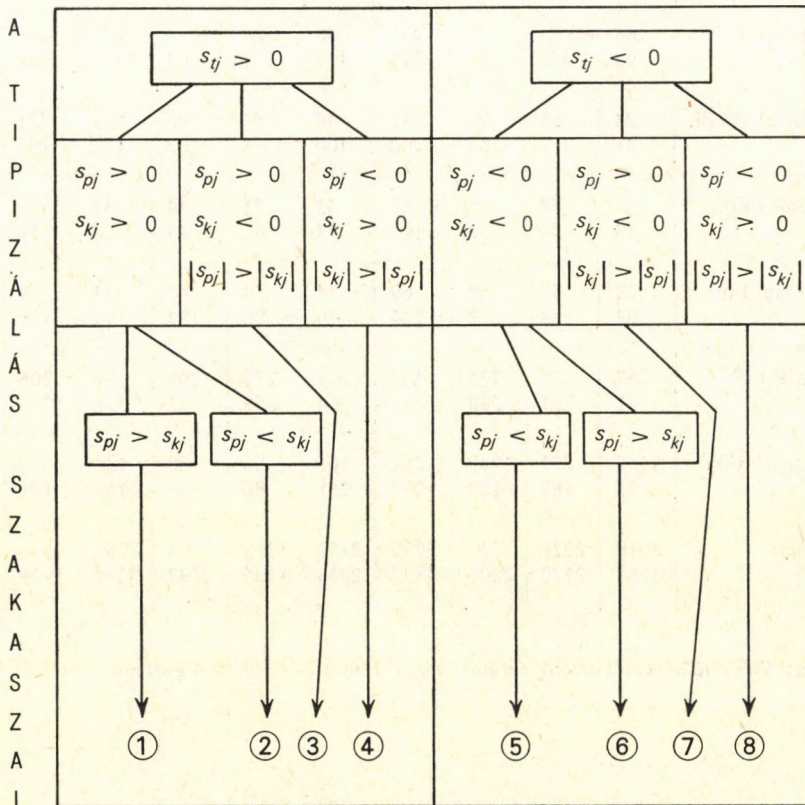 A TIPIZÁLÁS SZAKASZAI
s_tj > 0
s_tj < 0
s_pj > 0 s_pj > 0 s_pj < 0 s_pj < 0 s_pj > 0 s_pj < 0
s_kj > 0 s_kj < 0 s_kj > 0 s_kj < 0 s_kj < 0 s_kj > 0
|s_pj| > |s_kj| |s_kj| > |s_pj| |s_kj| > |s_pj| |s_pj| > |s_kj|
s_pj > s_kj s_pj < s_kj s_pj < s_kj s_pj > s_kj
① ② ③ ④ ⑤ ⑥ ⑦ ⑧